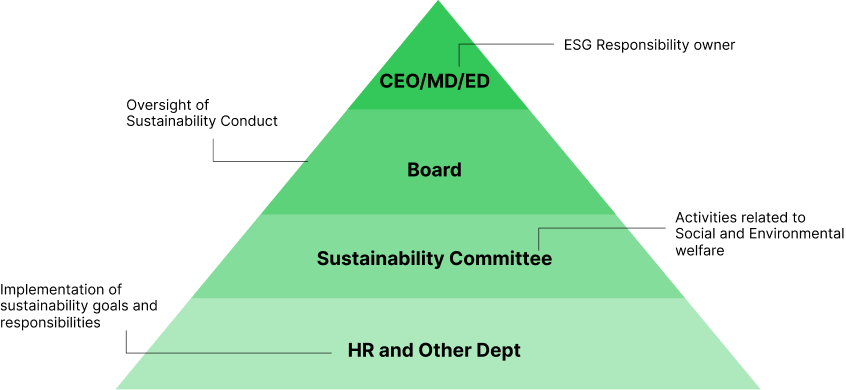 ESG Responsibility owner
CEO/MD/ED
Oversight of
Sustainability Conduct
Board
Activities related to
Social and Environmental
welfare
Sustainability Committee
Implementation of
sustainability goals and
responsibilities
HR and Other Dept